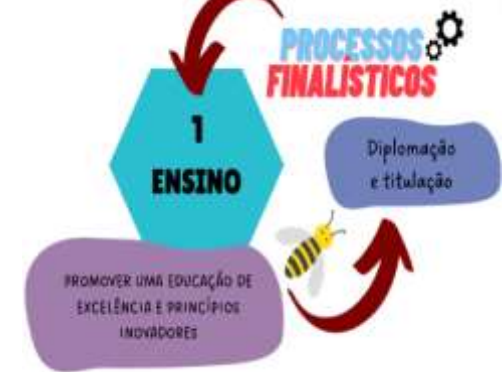 PROCESSOS
FINALÍSTICOS
1
ENSINO
Diplomação
e titulação
PROMOVER UMA EDUCAÇÃO DE
EXCELÊNCIA E PRINCÍPIOS
INOVADORES